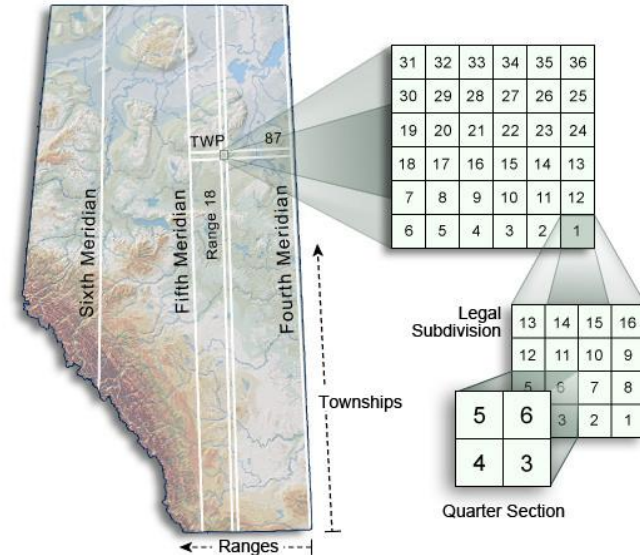 31 32 33 34 35 36
30 29 28 27 26 25
19 20 21 22 23 24
18 17 16 15 14 13
7 8 9 10 11 12
6 5 4 3 2 1
TWP 87
Range 18
Sixth Meridian
Fifth Meridian
Fourth Meridian
Legal
Subdivision
13 14 15 16
12 11 10 9
5 6 7 8
3 2 1
Townships
5 6
4 3
Quarter Section
Ranges